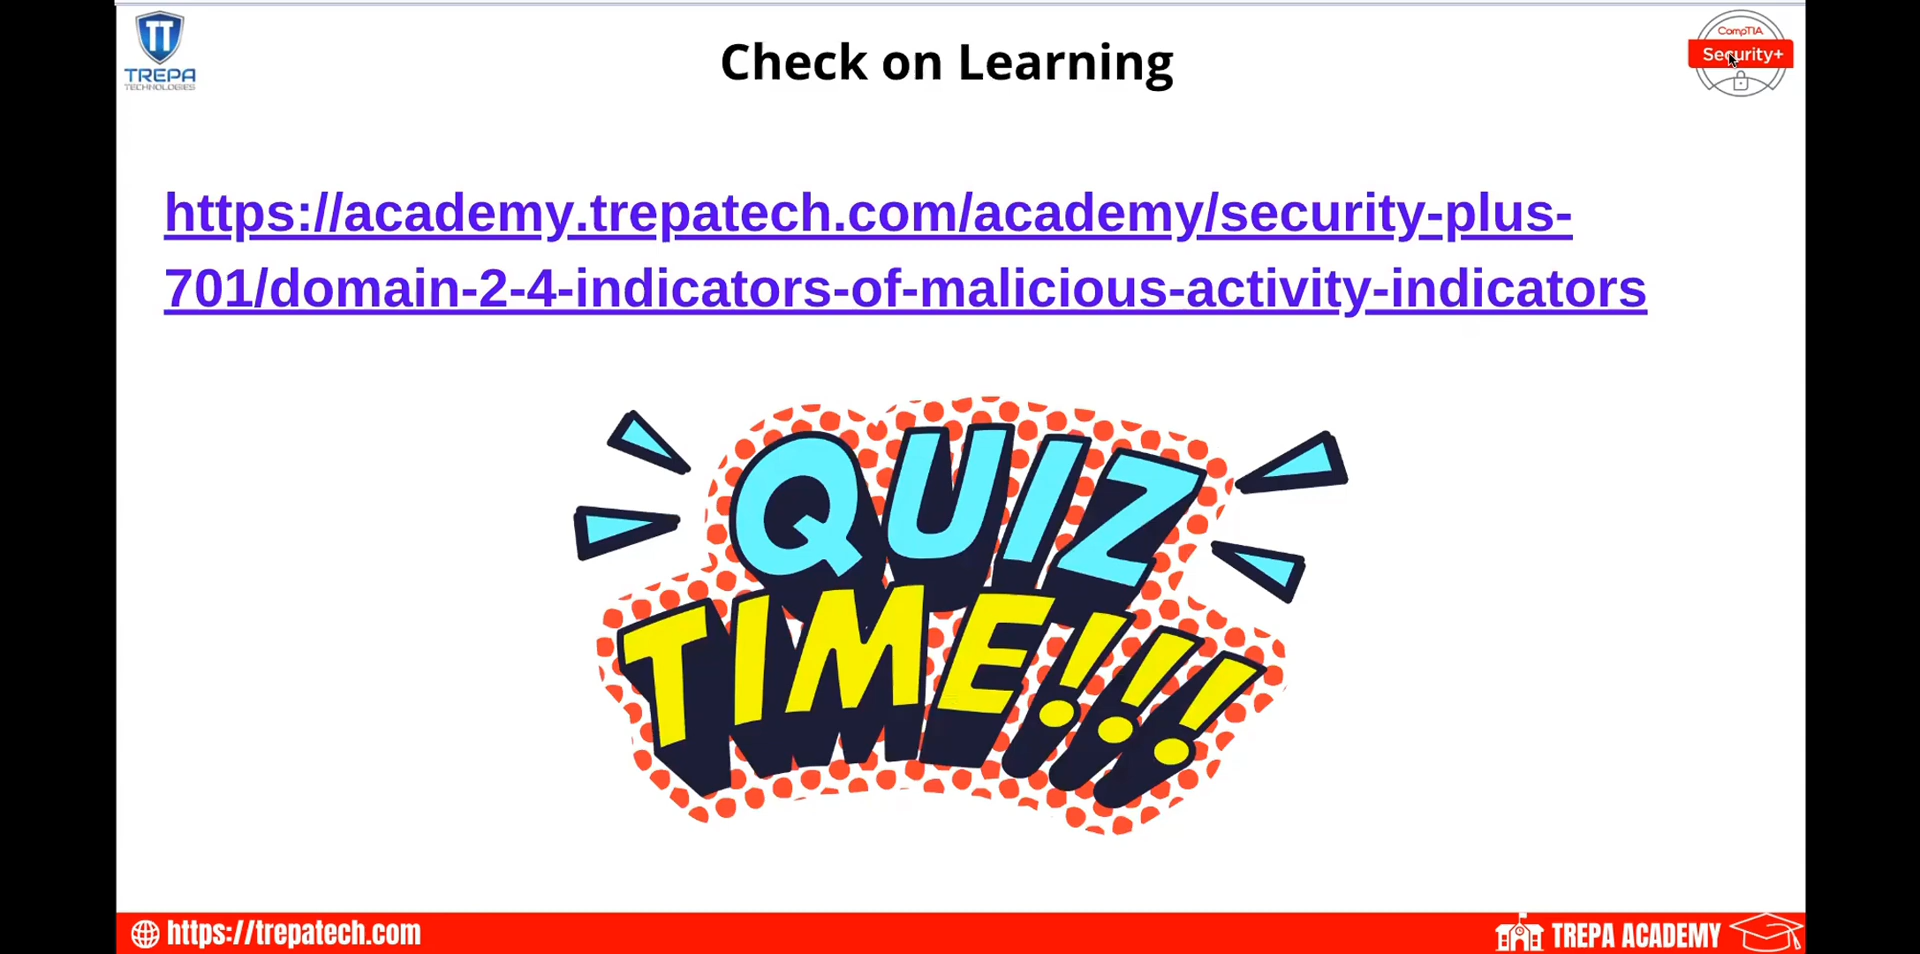 TREPA
TECHNOLOGIES
Check on Learning
CompTIA
Security+
https://academy.trepatech.com/academy/security-plus-
701/domain-2-4-indicators-of-malicious-activity-indicators
QUIZ
TIME!!!
https://trepatech.com
TREPA ACADEMY